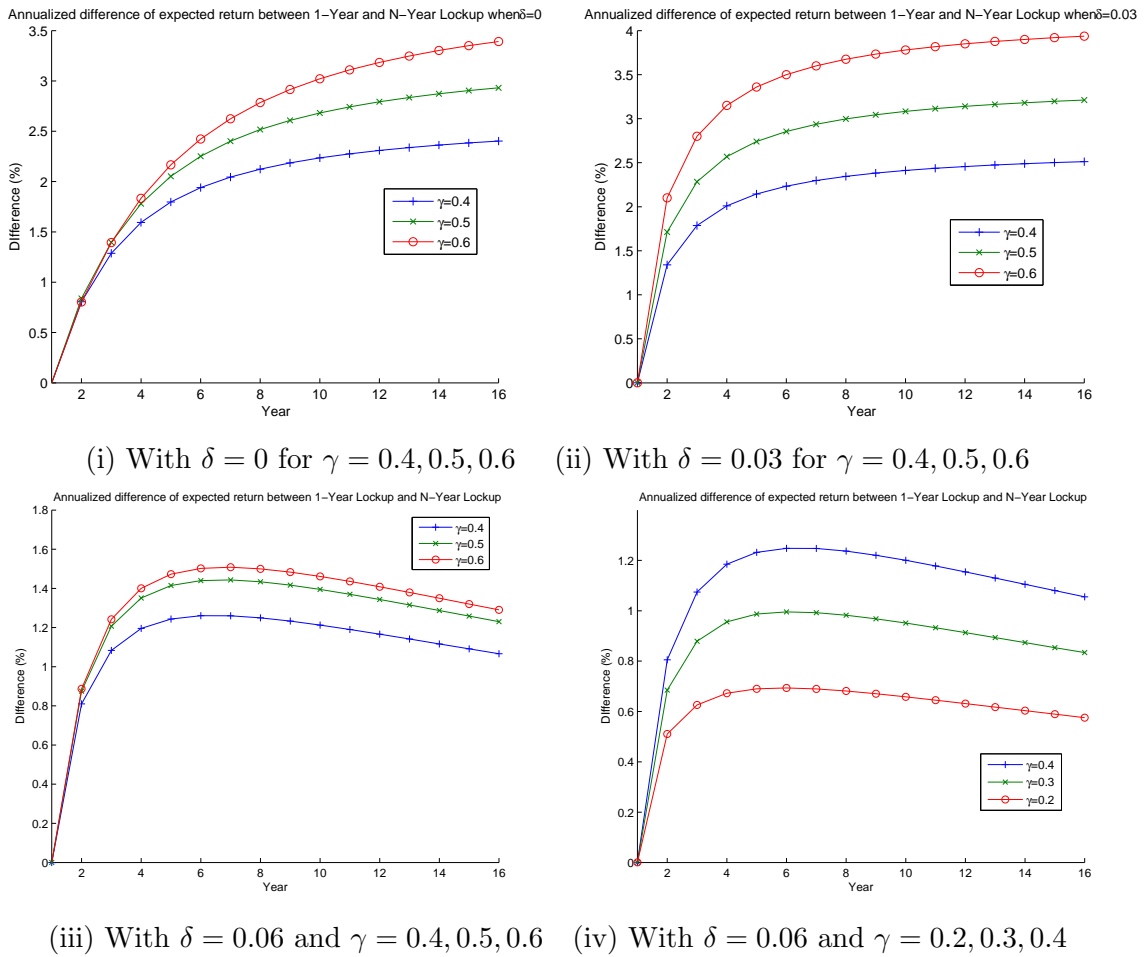 Annualized difference of expected return between 1−Year and N−Year Lockup whenδ=0
3.5
3
2.5
2
1.5
1
0.5
0
DIfference (%)
2 4 6 8 10 12 14 16
Year
γ=0.4
γ=0.5
γ=0.6
(i) With δ = 0 for γ = 0.4, 0.5, 0.6
Annualized difference of expected return between 1−Year and N−Year Lockup whenδ=0.03
4
3.5
3
2.5
2
1.5
1
0.5
0
DIfference (%)
2 4 6 8 10 12 14 16
Year
γ=0.4
γ=0.5
γ=0.6
(ii) With δ = 0.03 for γ = 0.4, 0.5, 0.6
Annualized difference of expected return between 1−Year Lockup and N−Year Lockup
1.8
1.6
1.4
1.2
1
0.8
0.6
0.4
0.2
0
DIfference (%)
2 4 6 8 10 12 14 16
Year
γ=0.4
γ=0.5
γ=0.6
(iii) With δ = 0.06 and γ = 0.4, 0.5, 0.6
Annualized difference of expected return between 1−Year Lockup and N−Year Lockup
1.2
1
0.8
0.6
0.4
0.2
0
DIfference (%)
2 4 6 8 10 12 14 16
Year
γ=0.4
γ=0.3
γ=0.2
(iv) With δ = 0.06 and γ = 0.2, 0.3, 0.4